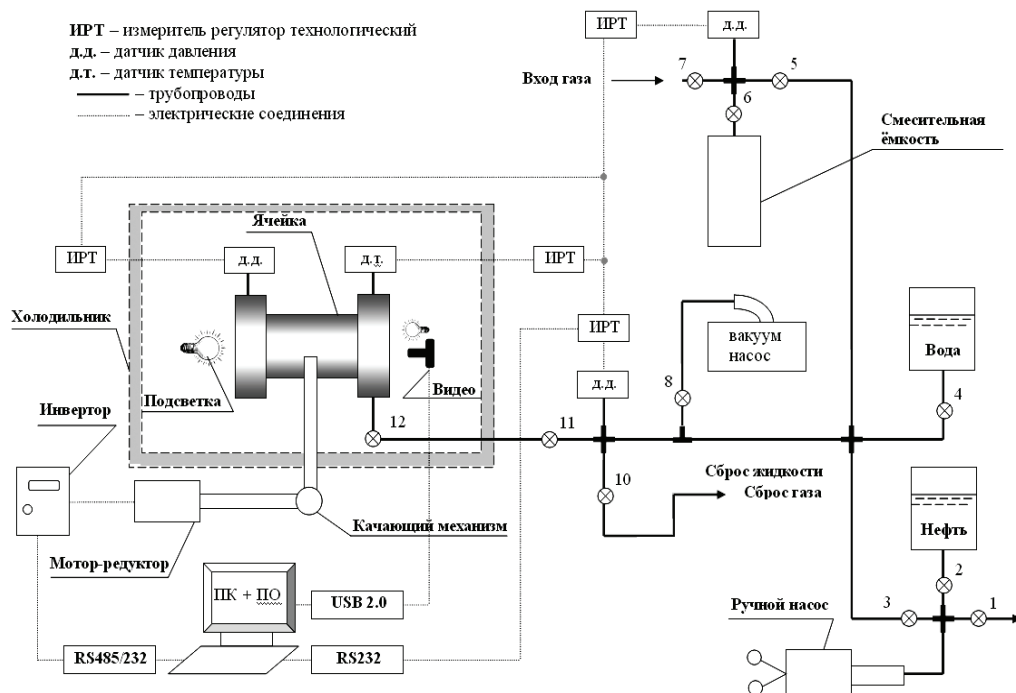 ИРТ – измеритель регулятор технологический
д.д. – датчик давления
д.т. – датчик температуры
– трубопроводы
– электрические соединения
ИРТ
д.д.
Вход газа
7
5
6
Смесительная
ёмкость
Ячейка
ИРТ
д.д.
д.т.
ИРТ
Холодильник
ИРТ
вакуум
насос
Вода
Подсветка
Видео
д.д.
8
4
Инвертор
12
11
10
Сброс жидкости
Сброс газа
Качающий механизм
Нефть
Мотор-редуктор
2
ПК + ПО
USB 2.0
Ручной насос
3
1
RS485/232
RS232